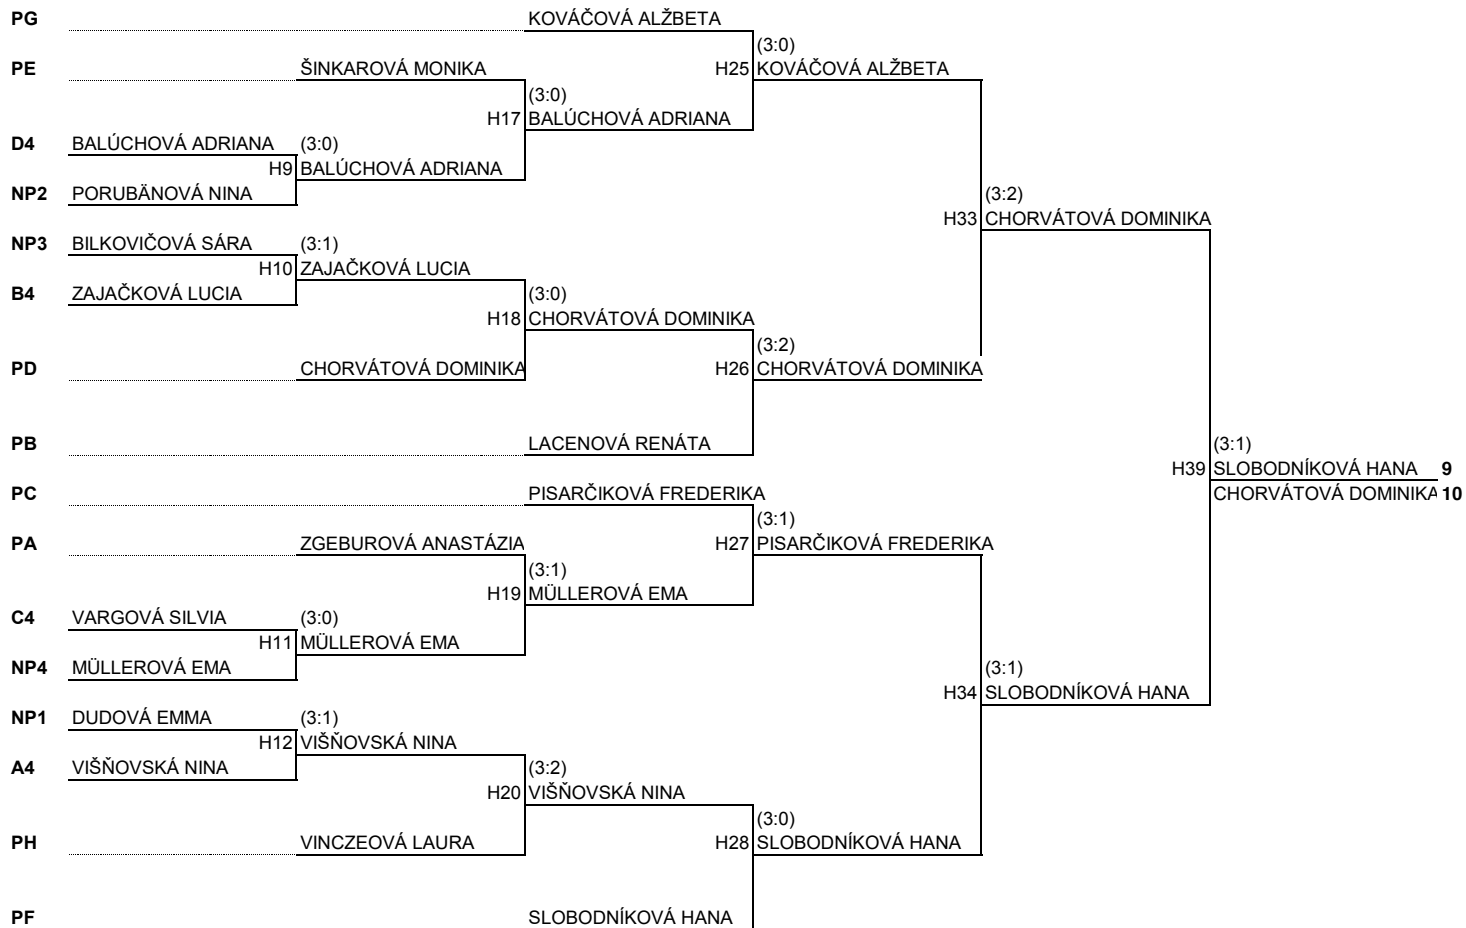 PG KOVÁČOVÁ ALŽBETA
(3:0)
PE ŠINKAROVÁ MONIKA H25 KOVÁČOVÁ ALŽBETA
(3:0)
H17 BALÚCHOVÁ ADRIANA
D4 BALÚCHOVÁ ADRIANA (3:0)
H9 BALÚCHOVÁ ADRIANA
NP2 PORUBÄNOVÁ NINA (3:2)
H33 CHORVÁTOVÁ DOMINIKA
NP3 BILKOVIČOVÁ SÁRA (3:1)
H10 ZAJAČKOVÁ LUCIA
B4 ZAJAČKOVÁ LUCIA (3:0)
H18 CHORVÁTOVÁ DOMINIKA
(3:2)
PD CHORVÁTOVÁ DOMINIKA H26 CHORVÁTOVÁ DOMINIKA
PB LACENOVÁ RENÁTA (3:1)
H39 SLOBODNÍKOVÁ HANA 9
PC PISARČIKOVÁ FREDERIKA CHORVÁTOVÁ DOMINIKA 10
(3:1)
PA ZGEBUROVÁ ANASTÁZIA H27 PISARČIKOVÁ FREDERIKA
(3:1)
H19 MÜLLEROVÁ EMA
C4 VARGOVÁ SILVIA (3:0)
H11 MÜLLEROVÁ EMA
NP4 MÜLLEROVÁ EMA (3:1)
H34 SLOBODNÍKOVÁ HANA
NP1 DUDOVÁ EMMA (3:1)
H12 VIŠŇOVSKÁ NINA
A4 VIŠŇOVSKÁ NINA (3:2)
H20 VIŠŇOVSKÁ NINA
(3:0)
PH VINCZEOVÁ LAURA H28 SLOBODNÍKOVÁ HANA
PF SLOBODNÍKOVÁ HANA